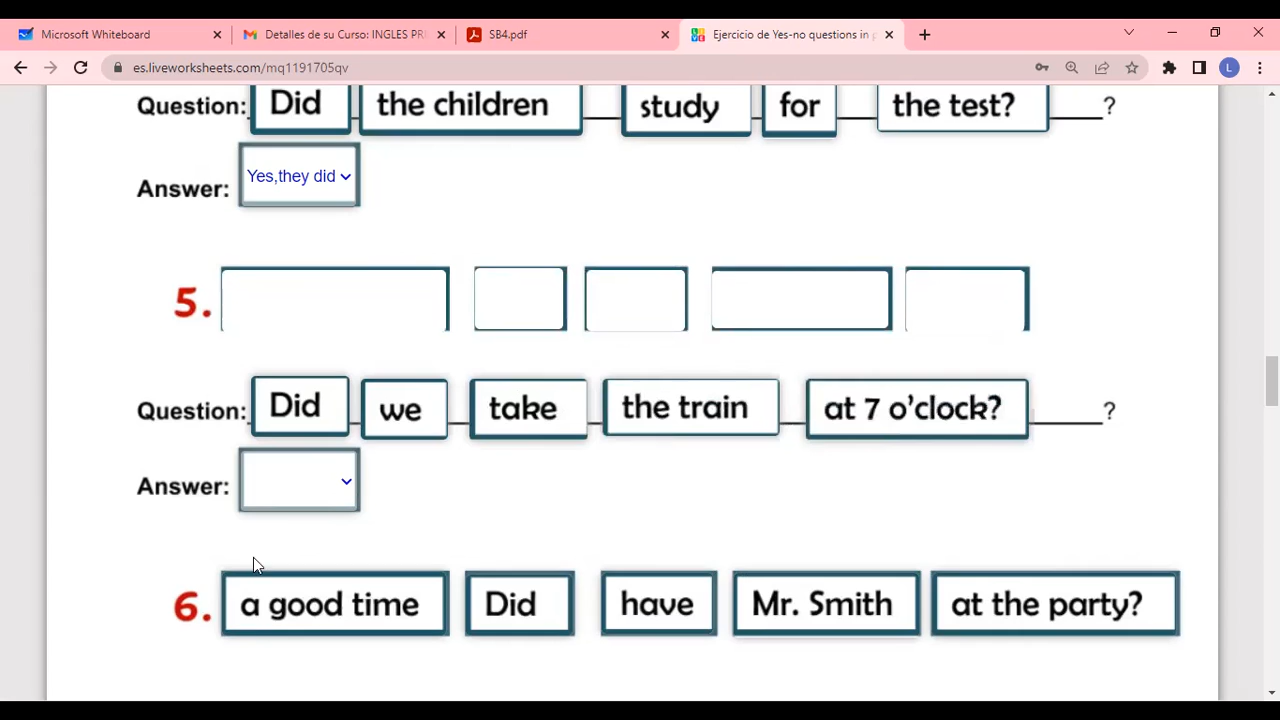 Microsoft Whiteboard
Detalles de su Curso: INGLES PRI
SB4.pdf
Ejercicio de Yes-no questions in p
es.liveworksheets.com/mq1191705qv
L
Question: Did the children study for the test? ?
Answer: Yes,they did
5.
Question: Did we take the train at 7 o'clock? ?
Answer:
6. a good time Did have Mr. Smith at the party?